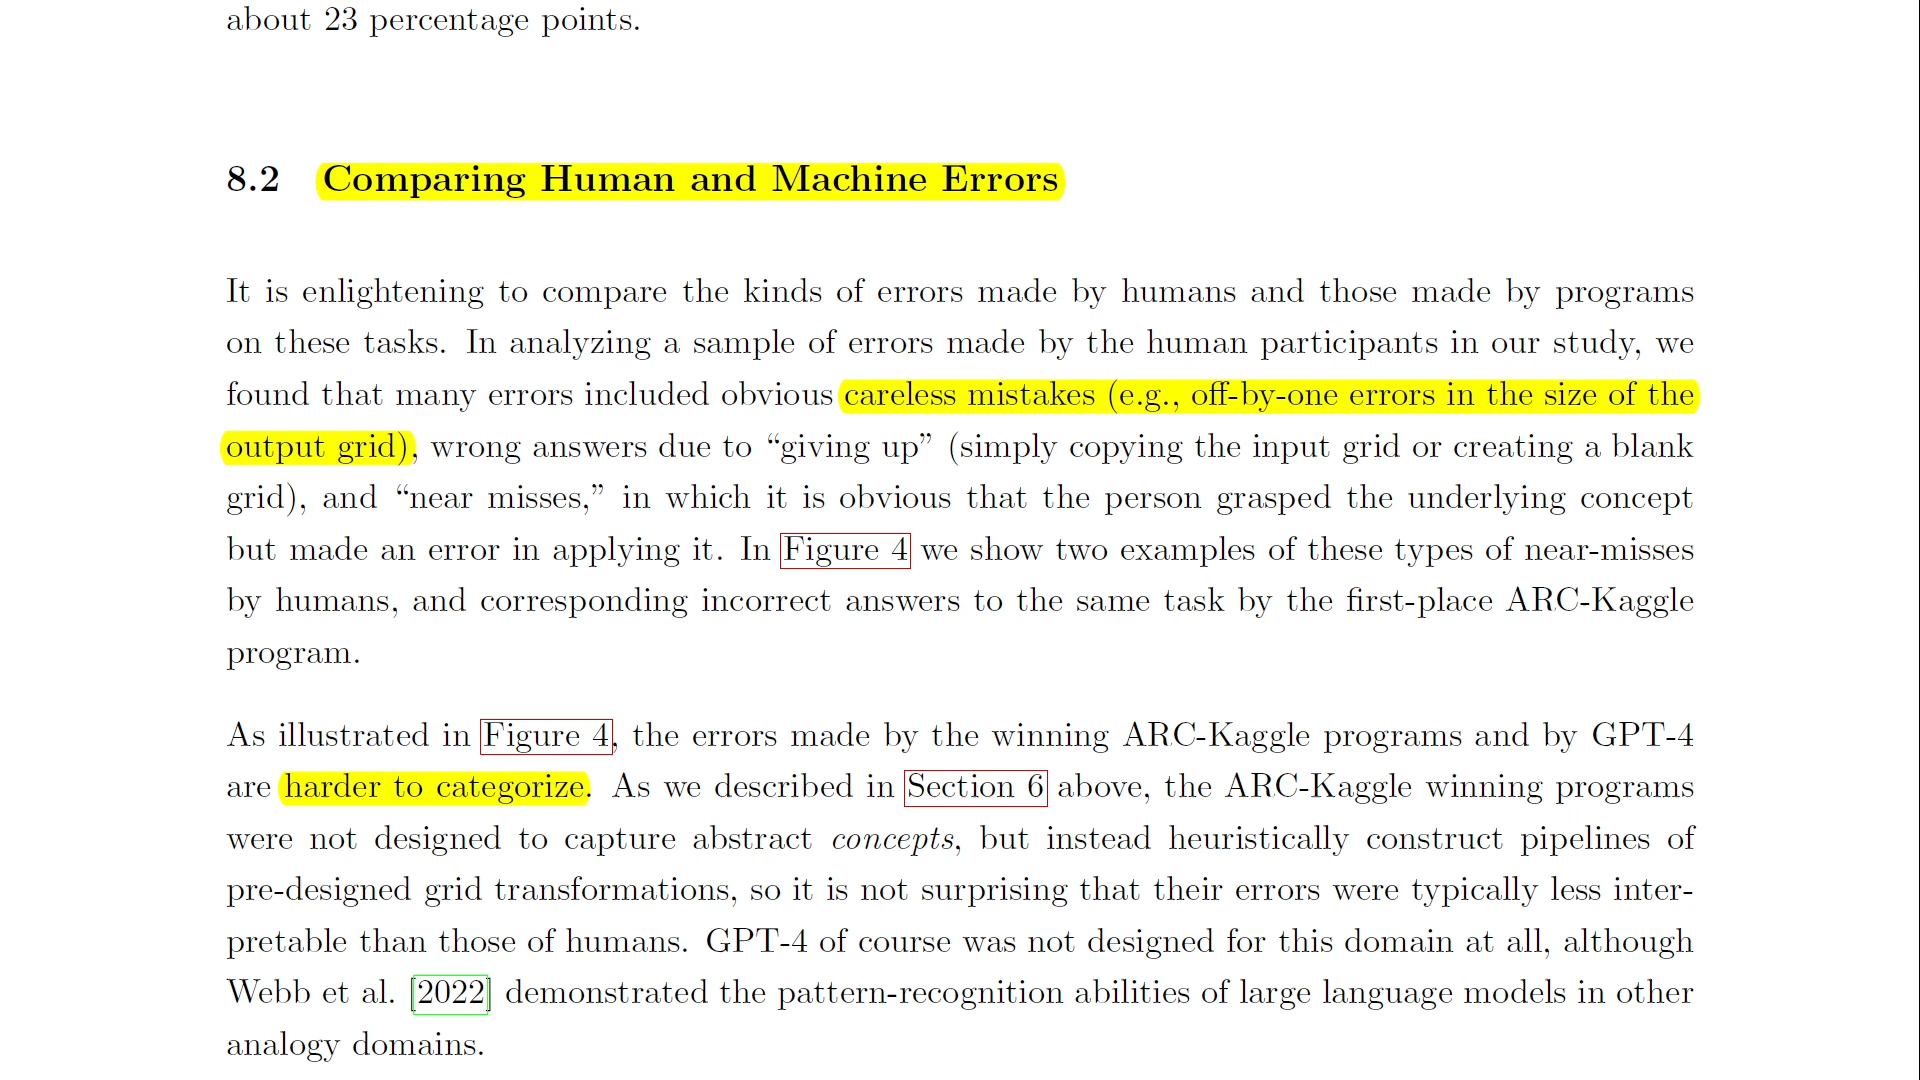 about 23 percentage points.
8.2 Comparing Human and Machine Errors
It is enlightening to compare the kinds of errors made by humans and those made by programs
on these tasks. In analyzing a sample of errors made by the human participants in our study, we
found that many errors included obvious careless mistakes (e.g., off-by-one errors in the size of the
output grid), wrong answers due to “giving up” (simply copying the input grid or creating a blank
grid), and “near misses,” in which it is obvious that the person grasped the underlying concept
but made an error in applying it. In Figure 4 we show two examples of these types of near-misses
by humans, and corresponding incorrect answers to the same task by the first-place ARC-Kaggle
program.
As illustrated in Figure 4, the errors made by the winning ARC-Kaggle programs and by GPT-4
are harder to categorize. As we described in Section 6 above, the ARC-Kaggle winning programs
were not designed to capture abstract concepts, but instead heuristically construct pipelines of
pre-designed grid transformations, so it is not surprising that their errors were typically less inter-
pretable than those of humans. GPT-4 of course was not designed for this domain at all, although
Webb et al. [2022] demonstrated the pattern-recognition abilities of large language models in other
analogy domains.